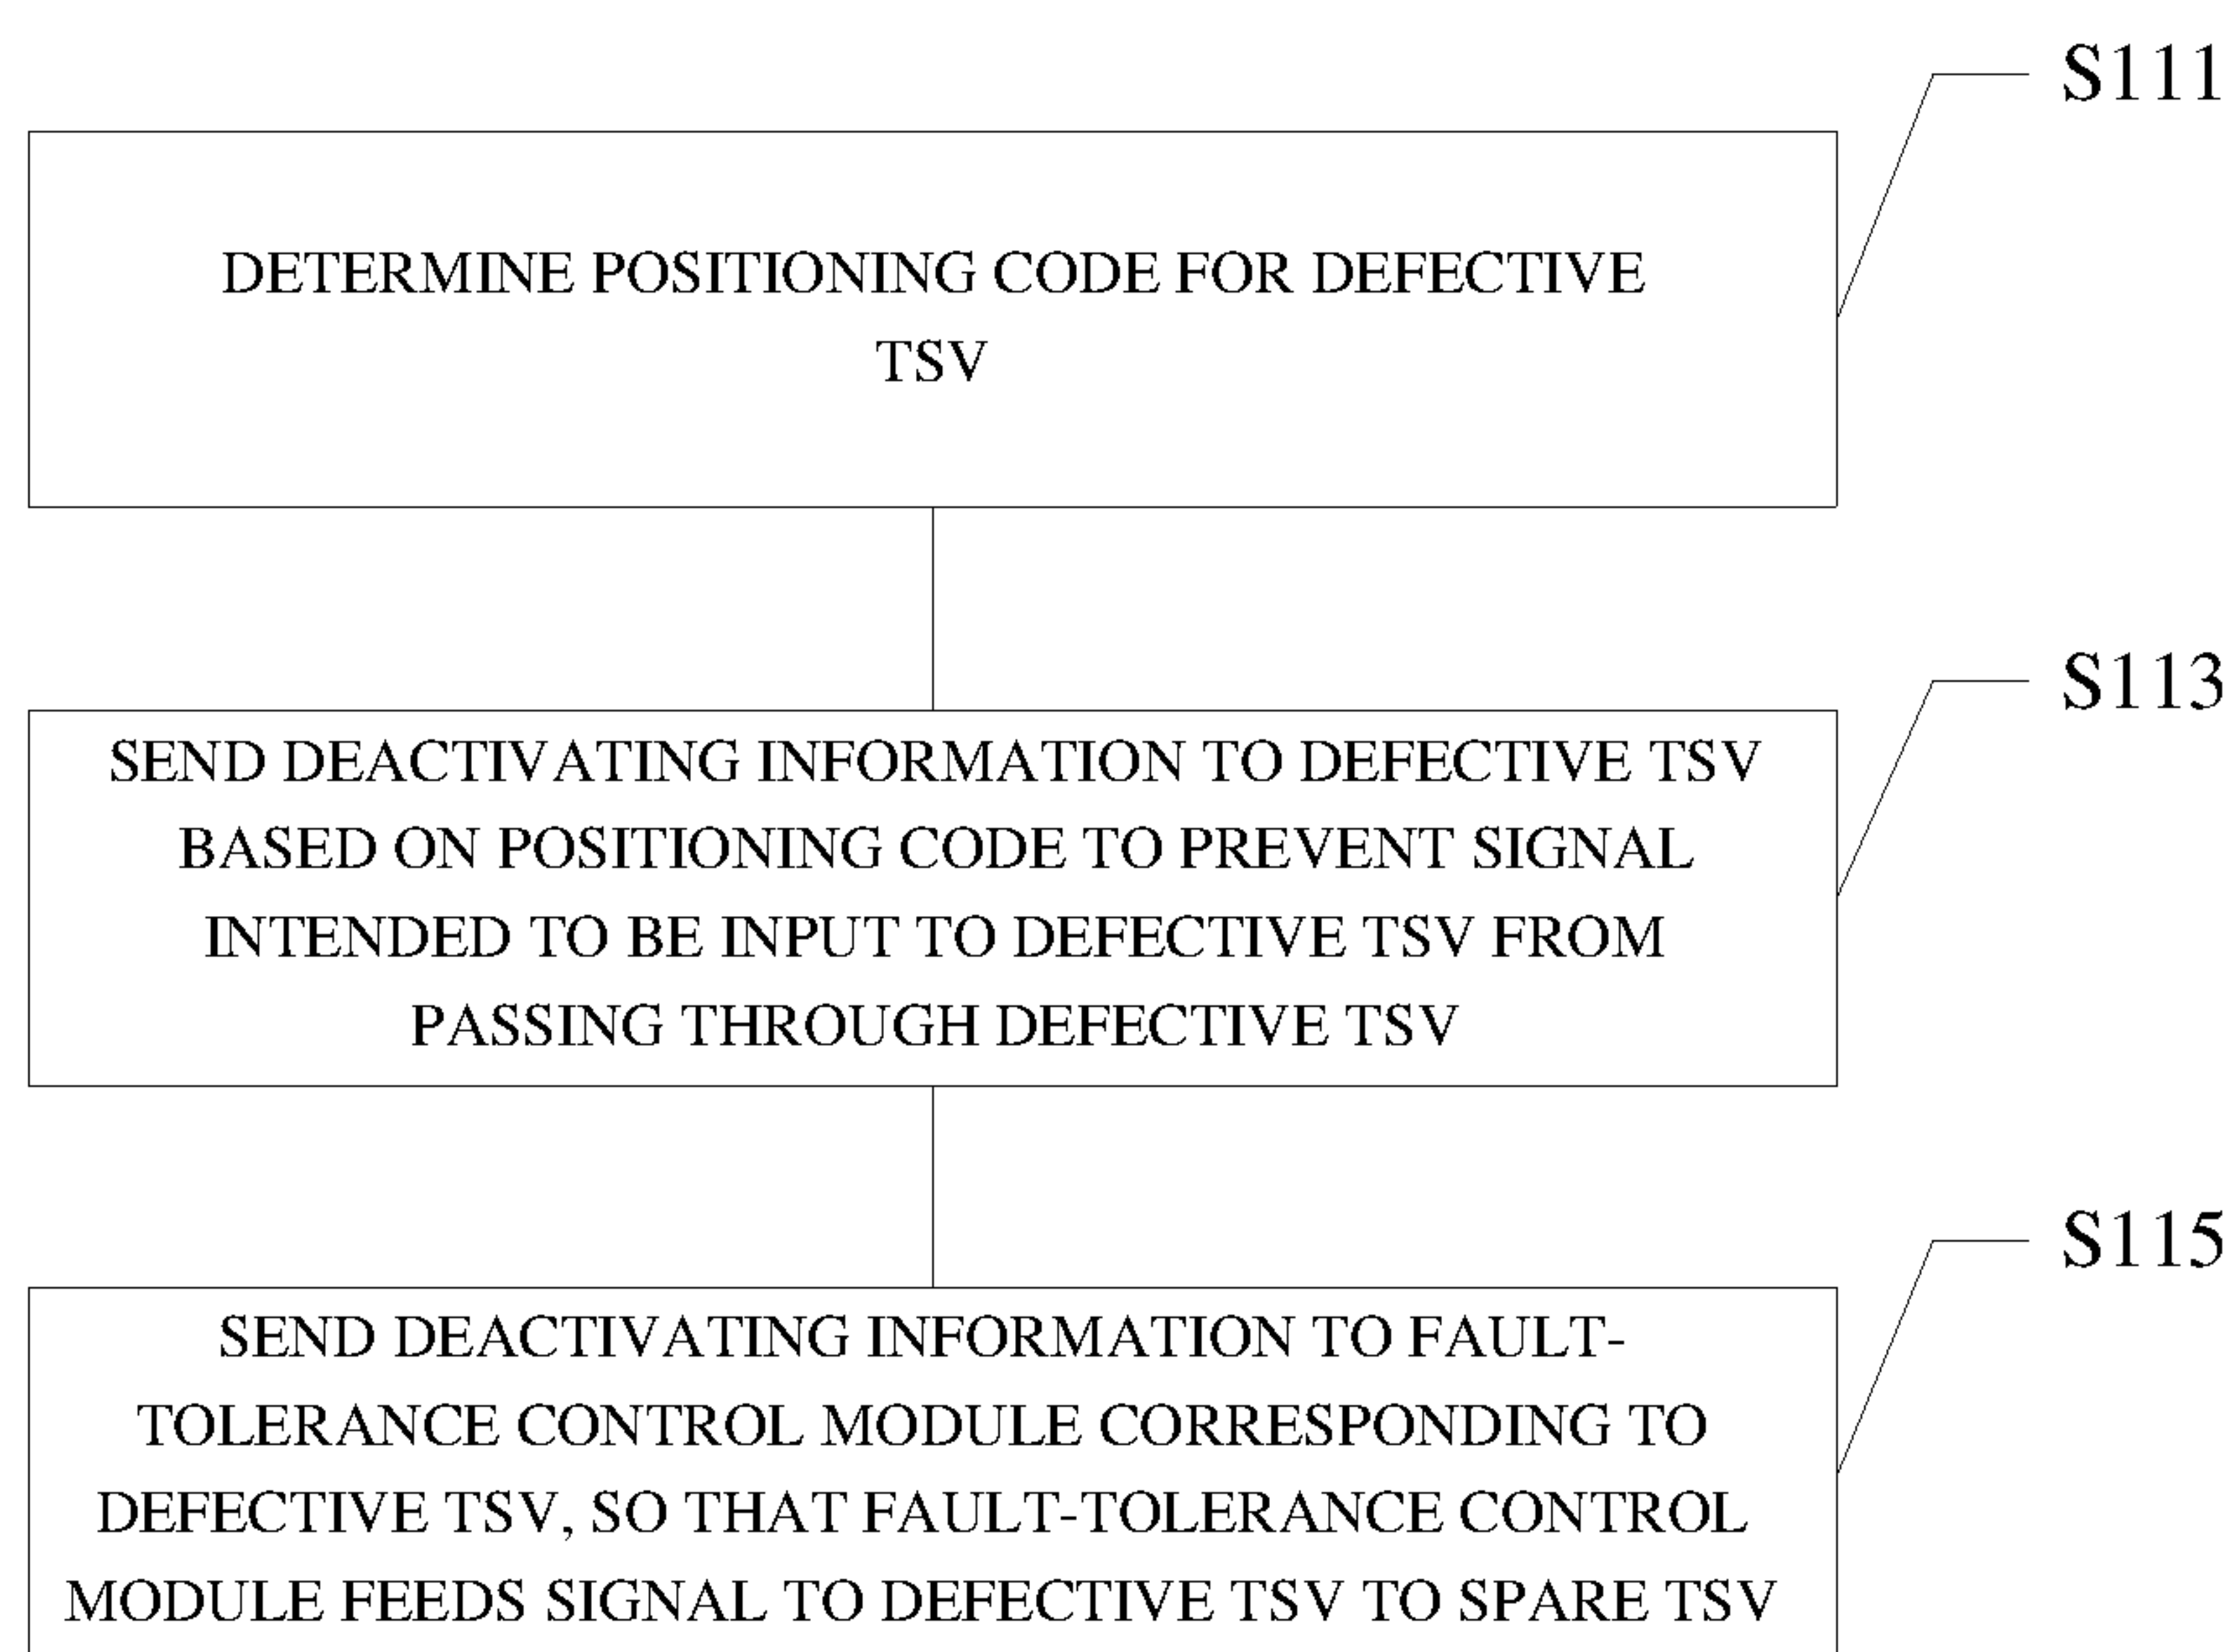 S111
DETERMINE POSITIONING CODE FOR DEFECTIVE
TSV
S113
SEND DEACTIVATING INFORMATION TO DEFECTIVE TSV
BASED ON POSITIONING CODE TO PREVENT SIGNAL
INTENDED TO BE INPUT TO DEFECTIVE TSV FROM
PASSING THROUGH DEFECTIVE TSV
S115
SEND DEACTIVATING INFORMATION TO FAULT-
TOLERANCE CONTROL MODULE CORRESPONDING TO
DEFECTIVE TSV, SO THAT FAULT-TOLERANCE CONTROL
MODULE FEEDS SIGNAL TO DEFECTIVE TSV TO SPARE TSV